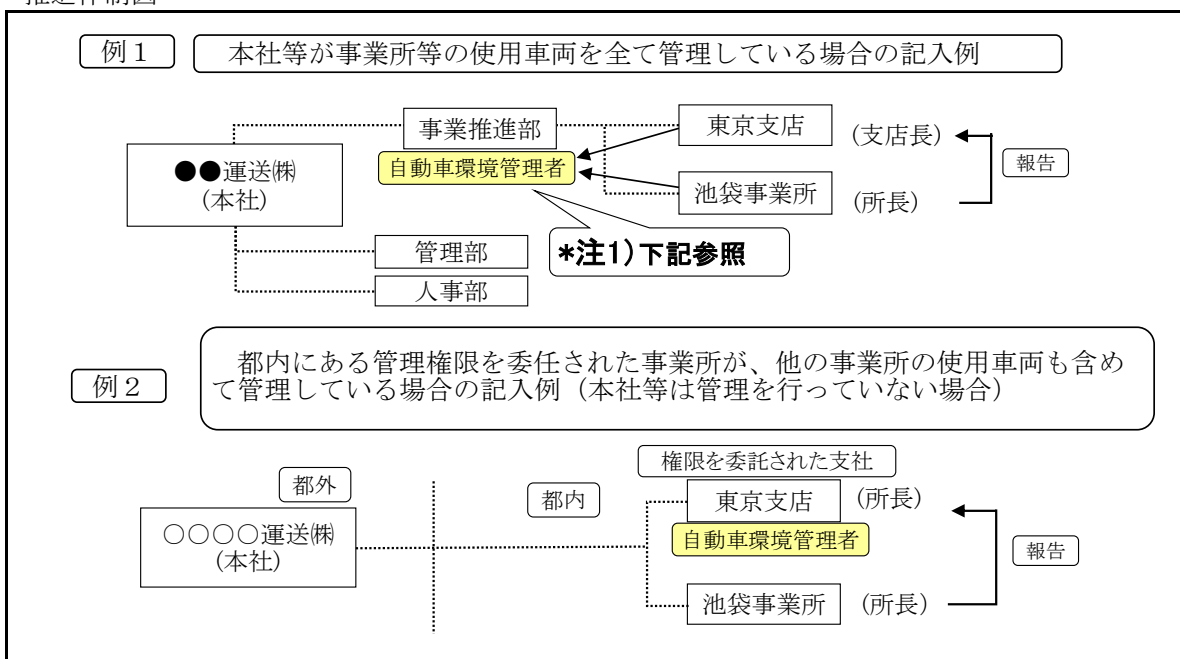 例１ 本社等が事業所等の使用車両を全て管理している場合の記入例
事業推進部
自動車環境管理者
東京支店 (支店長)
報告
●●運送㈱
(本社)
池袋事業所 (所長)
*注1)下記参照
管理部
人事部
例２
都内にある管理権限を委任された事業所が、他の事業所の使用車両も含め
て管理している場合の記入例（本社等は管理を行っていない場合）
権限を委託された支社
都外
都内
東京支店 (所長)
自動車環境管理者
○○○○運送㈱
(本社)
報告
池袋事業所 (所長)